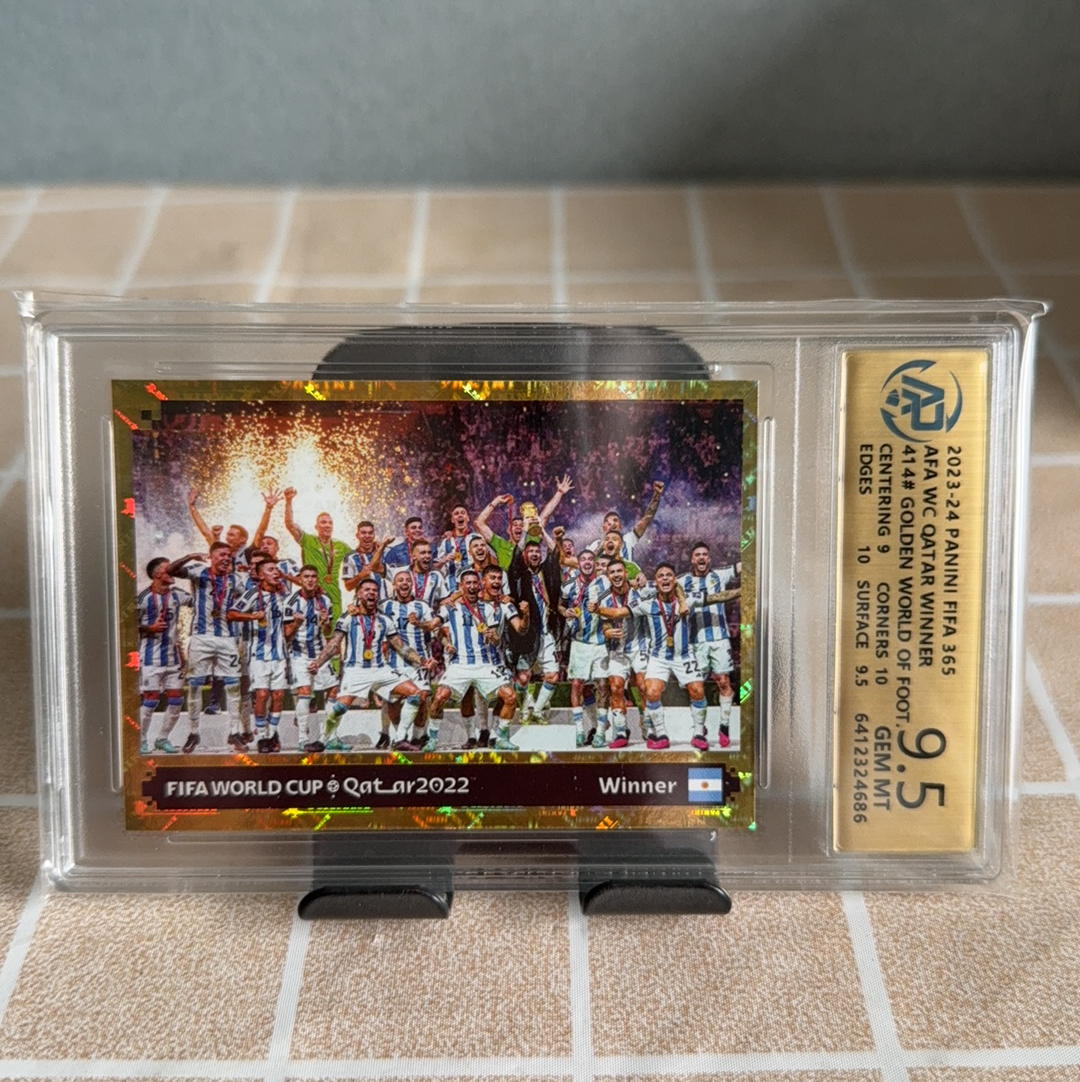 FIFA WORLD CUP Qatar2022
Winner
2023-24 PANINI FIFA 365
AFA WC QATAR WINNER
414# GOLDEN WORLD OF FOOT
CENTERING 9 CORNERS 10
EDGES 10 SURFACE 9.5
9.5
GEM MT
6412324686